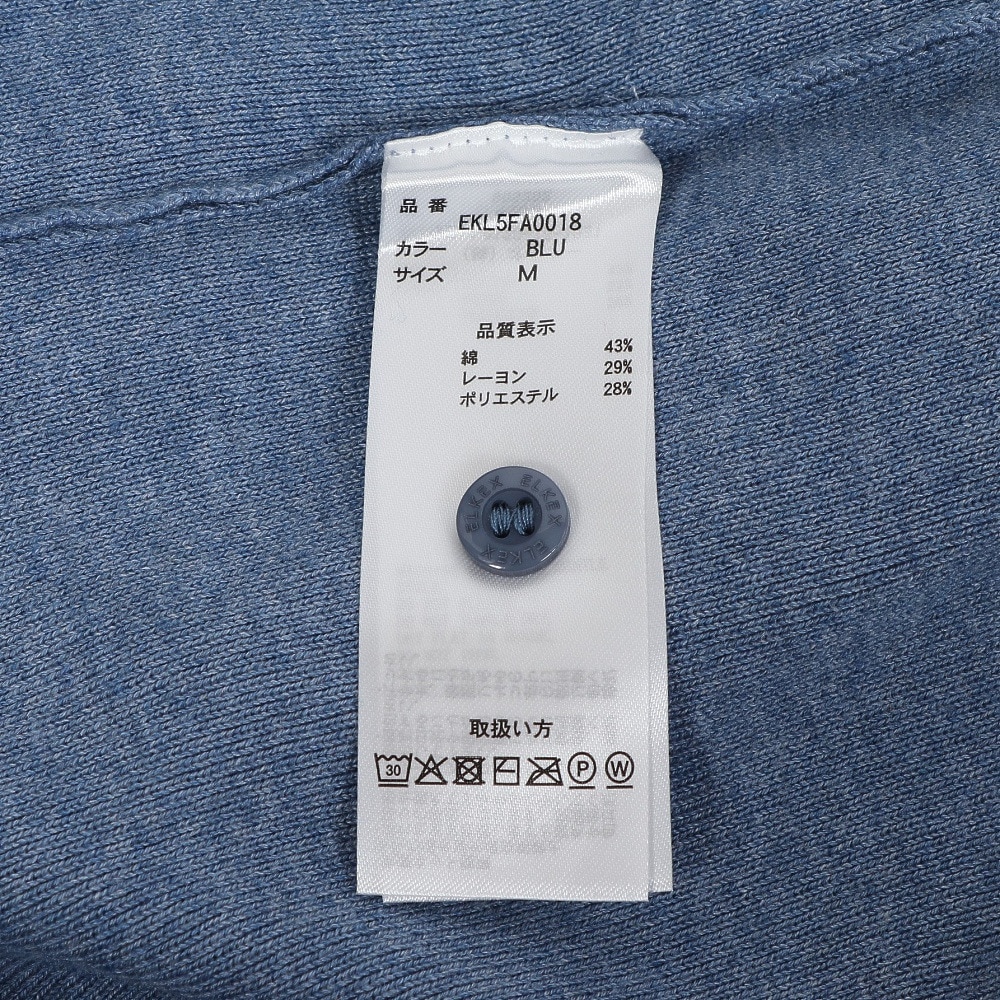 品番
EKL5FA0018
カラー BLU
サイズ M
品質表示
綿 43%
レーヨン 29%
ポリエステル 28%
ELKEX ELKEX ELKEX
取扱い方
30 P W